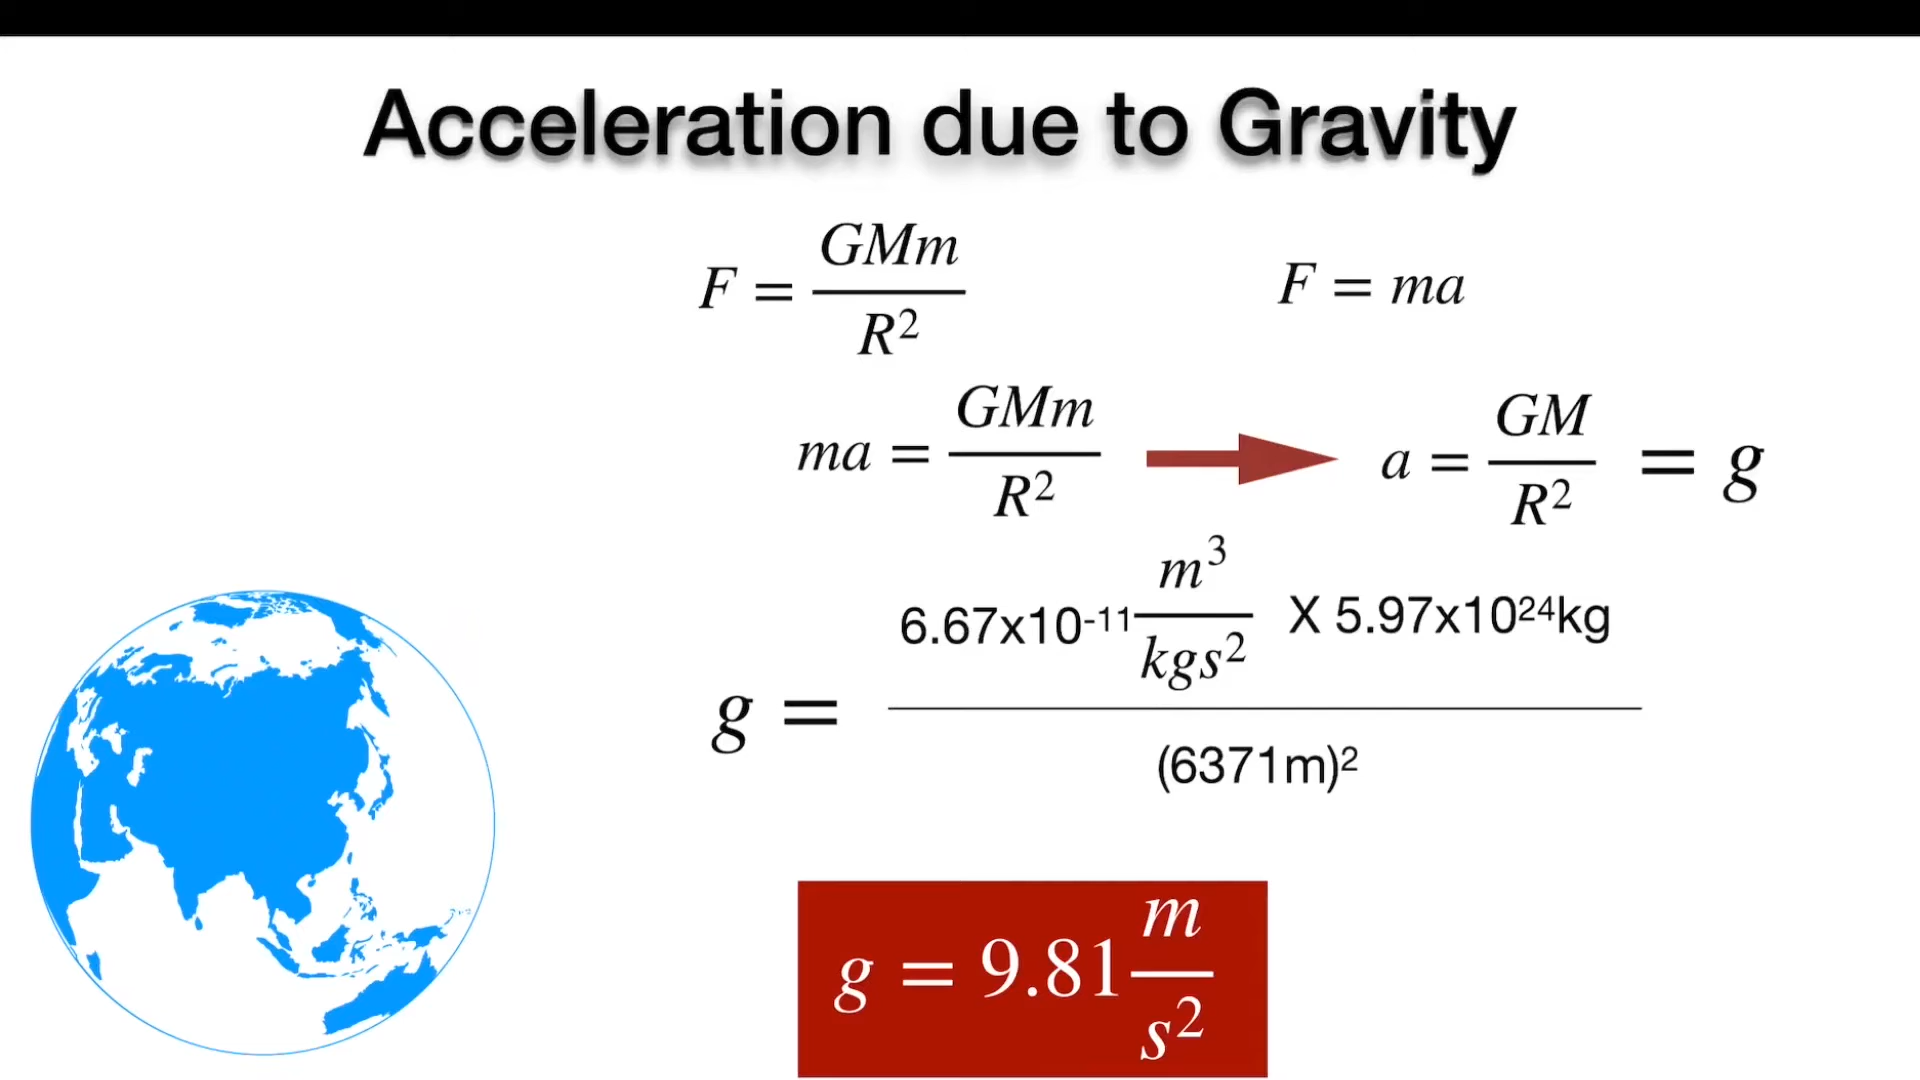 Acceleration due to Gravity
F = GMm/R² F = ma
ma = GMm/R² a = GM/R² = g
g = 6.67x10⁻¹¹ m³/kgs² X 5.97x10²⁴kg / (6371m)²
g = 9.81 m/s²